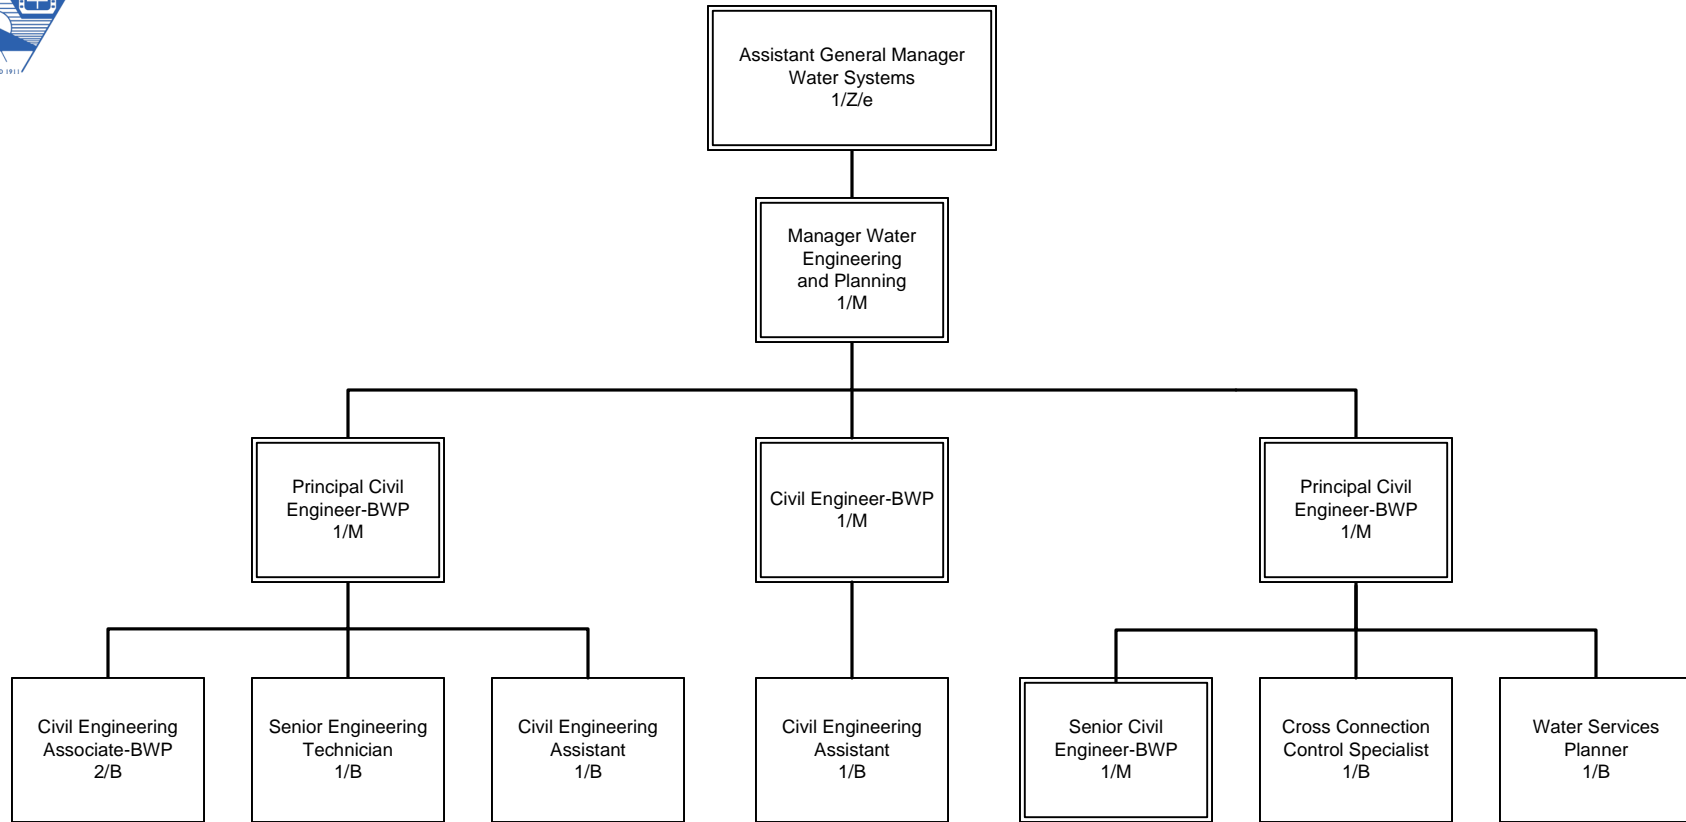 Assistant General Manager
Water Systems
1/Z/e
Manager Water
Engineering
and Planning
1/M
Principal Civil
Engineer-BWP
1/M
Civil Engineer-BWP
1/M
Principal Civil
Engineer-BWP
1/M
Civil Engineering
Associate-BWP
2/B
Senior Engineering
Technician
1/B
Civil Engineering
Assistant
1/B
Civil Engineering
Assistant
1/B
Senior Civil
Engineer-BWP
1/M
Cross Connection
Control Specialist
1/B
Water Services
Planner
1/B